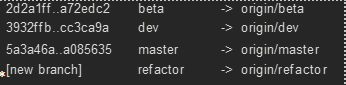 2d2a1ff..a72edc2 beta -> origin/beta
3932ffb..cc3ca9a dev -> origin/dev
5a3a46a..a085635 master -> origin/master
*[new branch] refactor -> origin/refactor